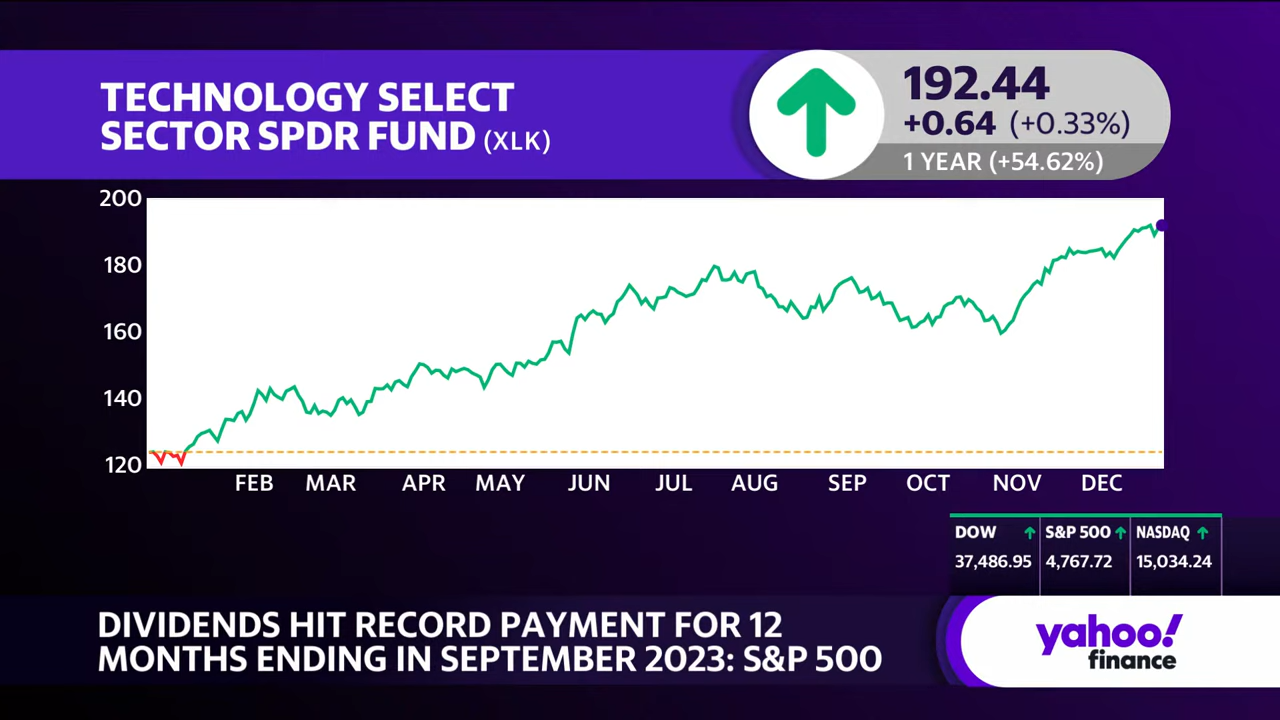 TECHNOLOGY SELECT
SECTOR SPDR FUND (XLK)
192.44
+0.64 (+0.33%)
1 YEAR (+54.62%)
200
180
160
140
120
FEB MAR APR MAY JUN JUL AUG SEP OCT NOV DEC
DOW S&P 500 NASDAQ
37,486.95 4,767.72 15,034.24
DIVIDENDS HIT RECORD PAYMENT FOR 12
MONTHS ENDING IN SEPTEMBER 2023: S&P 500
yahoo!
finance